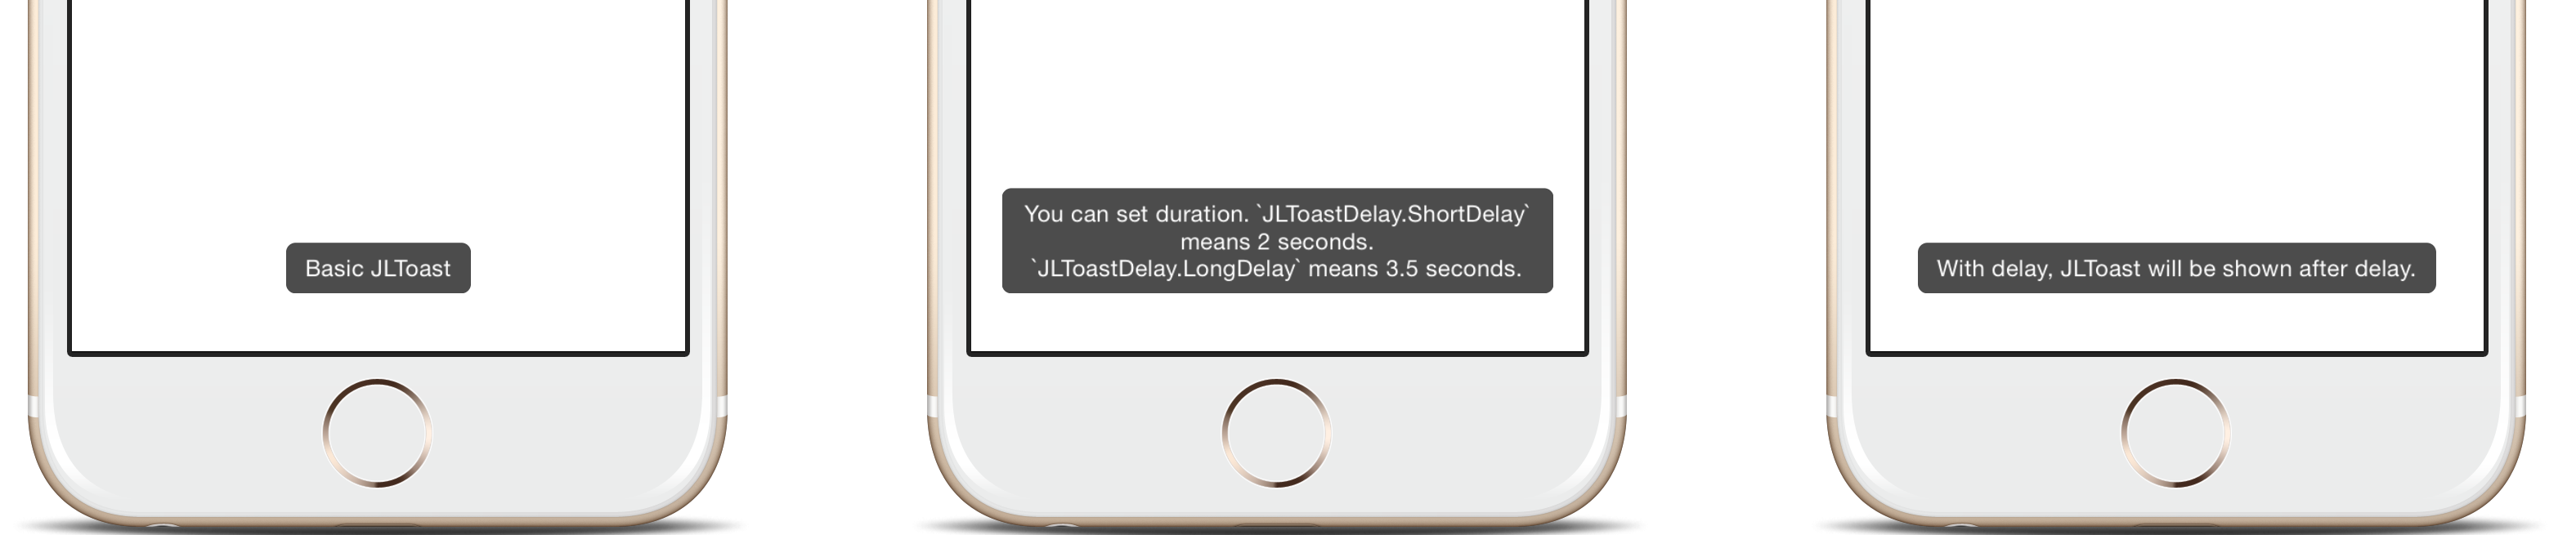 Basic JLToast
You can set duration. `JLToastDelay.ShortDelay`
means 2 seconds.
`JLToastDelay.LongDelay` means 3.5 seconds.
With delay, JLToast will be shown after delay.